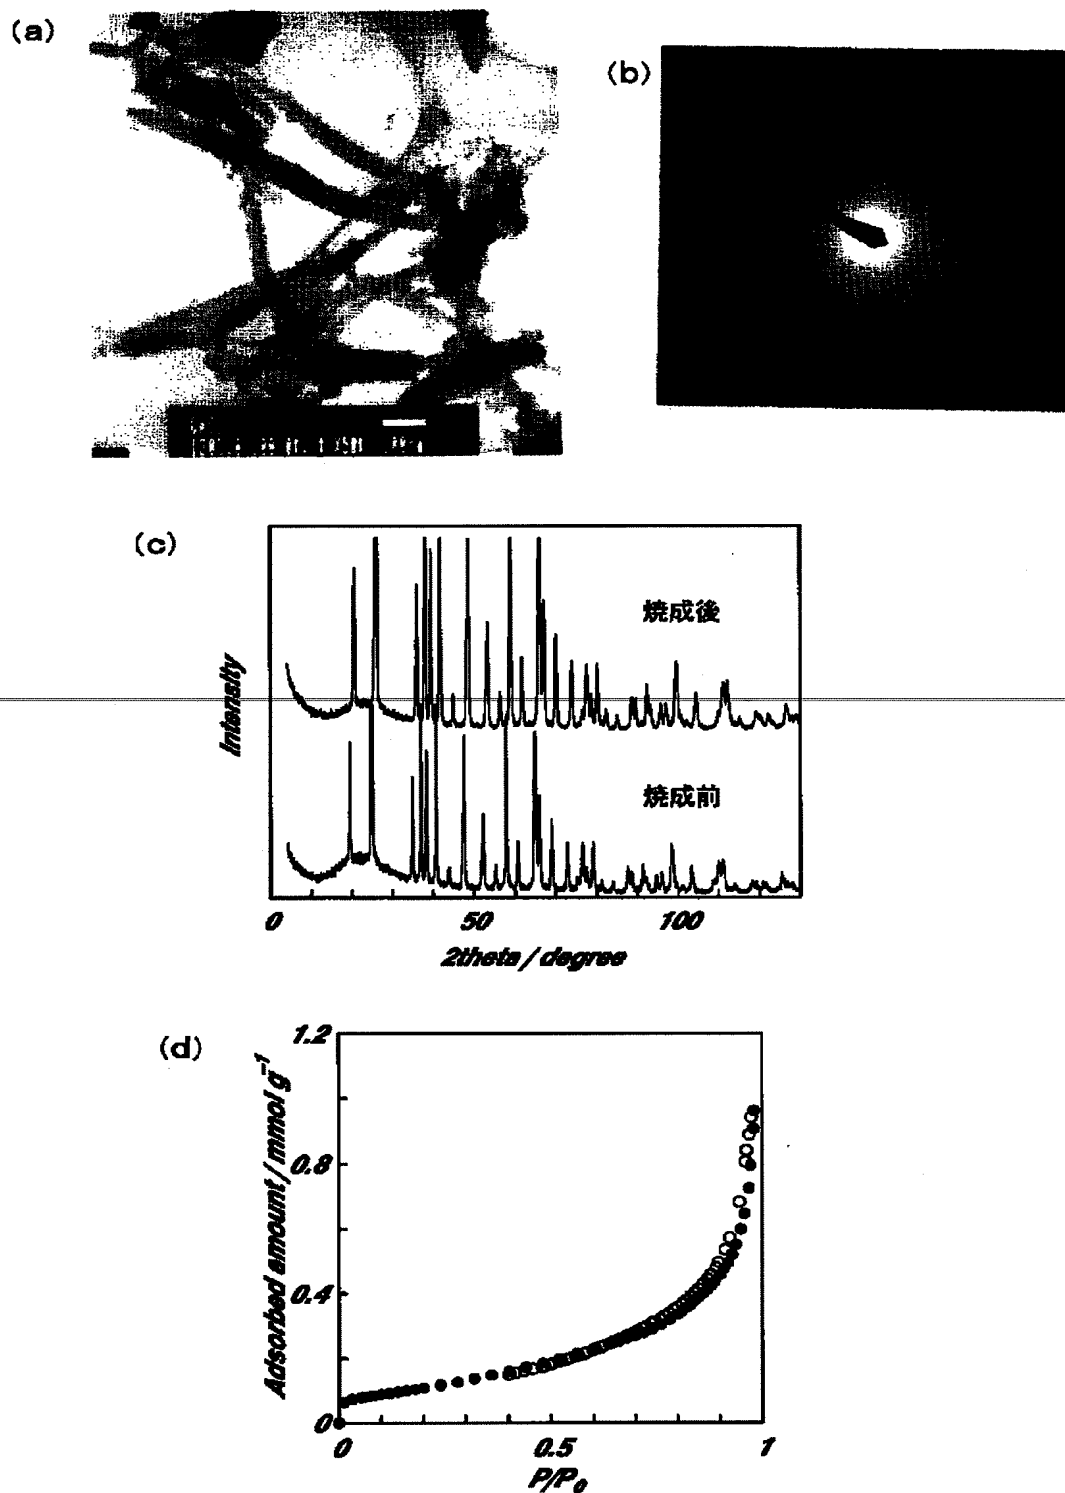 (a)
(b)
(c)
焼成後
焼成前
Intensity
0
50
100
2theta / degree
(d)
1.2
0.8
0.4
0
Adsorbed amount / mmol g⁻¹
0
0.5
1
P/P₀